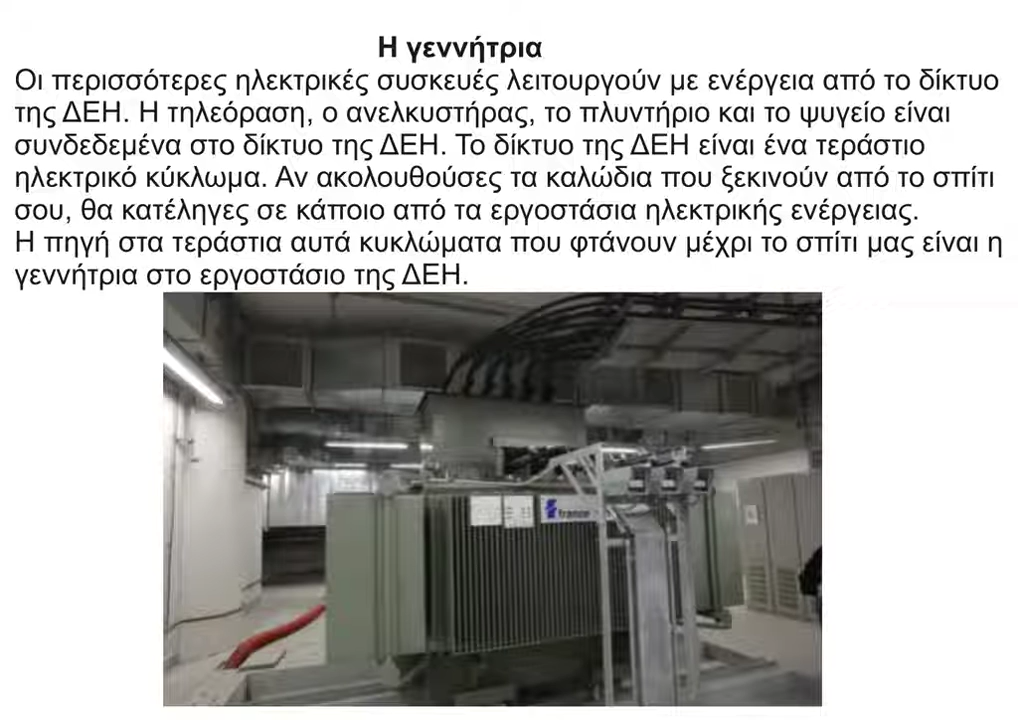 Η γεννήτρια
Οι περισσότερες ηλεκτρικές συσκευές λειτουργούν με ενέργεια από το δίκτυο
της ΔΕΗ. Η τηλεόραση, ο ανελκυστήρας, το πλυντήριο και το ψυγείο είναι
συνδεδεμένα στο δίκτυο της ΔΕΗ. Το δίκτυο της ΔΕΗ είναι ένα τεράστιο
ηλεκτρικό κύκλωμα. Αν ακολουθούσες τα καλώδια που ξεκινούν από το σπίτι
σου, θα κατέληγες σε κάποιο από τα εργοστάσια ηλεκτρικής ενέργειας.
Η πηγή στα τεράστια αυτά κυκλώματα που φτάνουν μέχρι το σπίτι μας είναι η
γεννήτρια στο εργοστάσιο της ΔΕΗ.